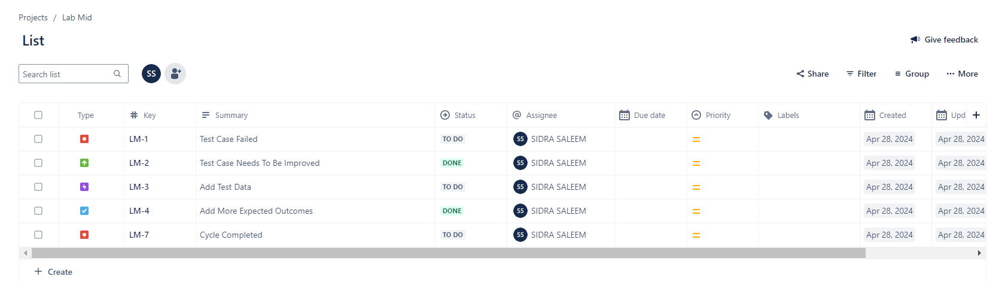 Projects / Lab Mid
List
Give feedback
Search list
SS
Share
Filter
Group
More
Type Key Summary Status Assignee Due date Priority Labels Created Upd
LM-1 Test Case Failed TO DO SS SIDRA SALEEM Apr 28, 2024 Apr 28, 2024
LM-2 Test Case Needs To Be Improved DONE SS SIDRA SALEEM Apr 28, 2024 Apr 28, 2024
LM-3 Add Test Data TO DO SS SIDRA SALEEM Apr 28, 2024 Apr 28, 2024
LM-4 Add More Expected Outcomes DONE SS SIDRA SALEEM Apr 28, 2024 Apr 28, 2024
LM-7 Cycle Completed TO DO SS SIDRA SALEEM Apr 28, 2024 Apr 28, 2024
Create